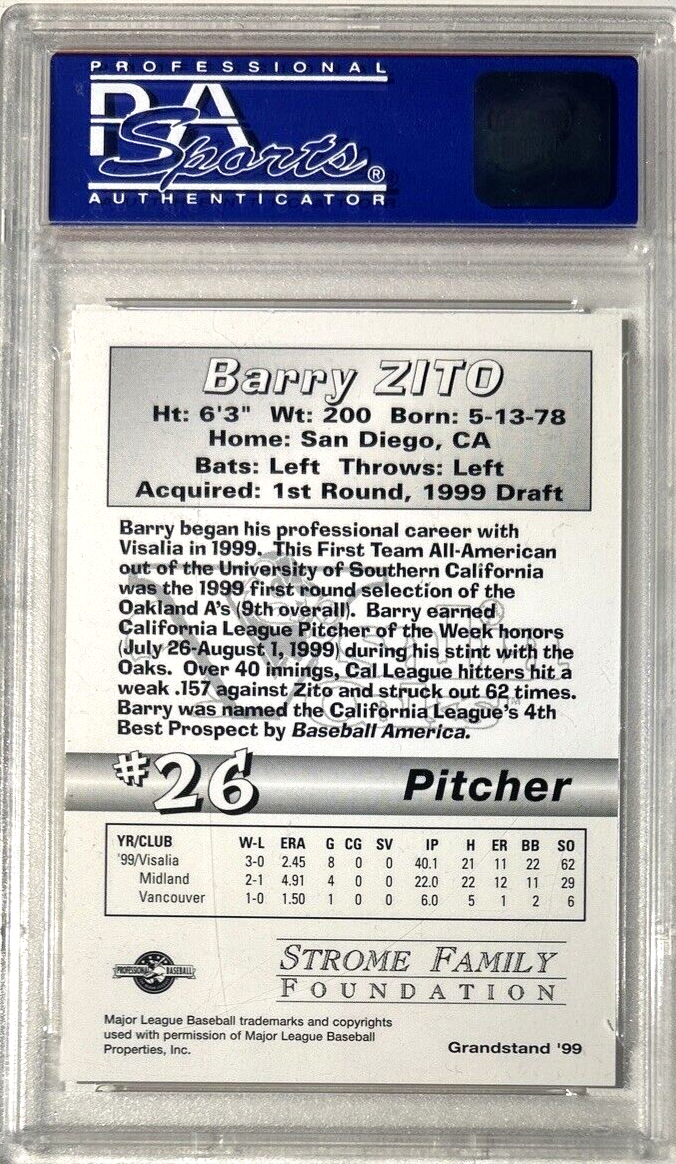 PROFESSIONAL
PSA
Sports®
AUTHENTICATOR
Barry ZITO
Ht: 6'3" Wt: 200 Born: 5-13-78
Home: San Diego, CA
Bats: Left Throws: Left
Acquired: 1st Round, 1999 Draft
Barry began his professional career with
Visalia in 1999. This First Team All-American
out of the University of Southern California
was the 1999 first round selection of the
Oakland A's (9th overall). Barry earned
California League Pitcher of the Week honors
(July 26-August 1, 1999) during his stint with the
Oaks. Over 40 innings, Cal League hitters hit a
weak .157 against Zito and struck out 62 times.
Barry was named the California League's 4th
Best Prospect by Baseball America.
#26 Pitcher
YR/CLUB W-L ERA G CG SV IP H ER BB SO
'99/Visalia 3-0 2.45 8 0 0 40.1 21 11 22 62
Midland 2-1 4.91 4 0 0 22.0 22 12 11 29
Vancouver 1-0 1.50 1 0 0 6.0 5 1 2 6
PROFESSIONAL BASEBALL
STROME FAMILY
FOUNDATION
Major League Baseball trademarks and copyrights
used with permission of Major League Baseball
Properties, Inc.
Grandstand '99